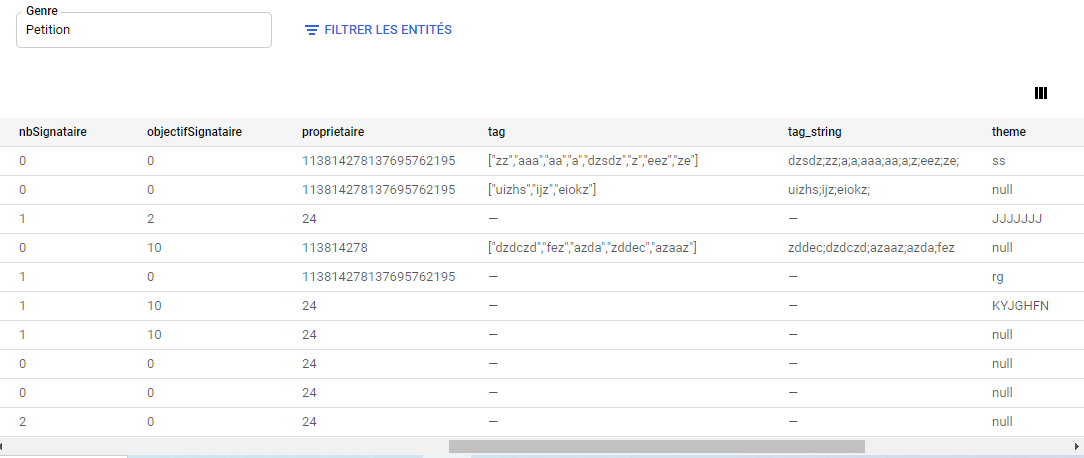 Genre
Petition
FILTRER LES ENTITÉS
nbSignataire objectifSignataire proprietaire tag tag_string theme
0 0 113814278137695762195 ["zz","aaa","aa","a","dzsdz","z","eez","ze"] dzsdz;zz;a;a;aaa;aa;a;z;eez;ze; ss
0 0 113814278137695762195 ["uizhs","ijz","eiokz"] uizhs;ijz;eiokz; null
1 2 24 — — JJJJJJJ
0 10 113814278 ["dzdczd","fez","azda","zddec","azaaz"] zddec;dzdczd;azaaz;azda;fez null
1 0 113814278137695762195 — — rg
1 10 24 — — KYJGHFN
1 10 24 — — null
0 0 24 — — null
0 0 24 — — null
2 0 24 — — null